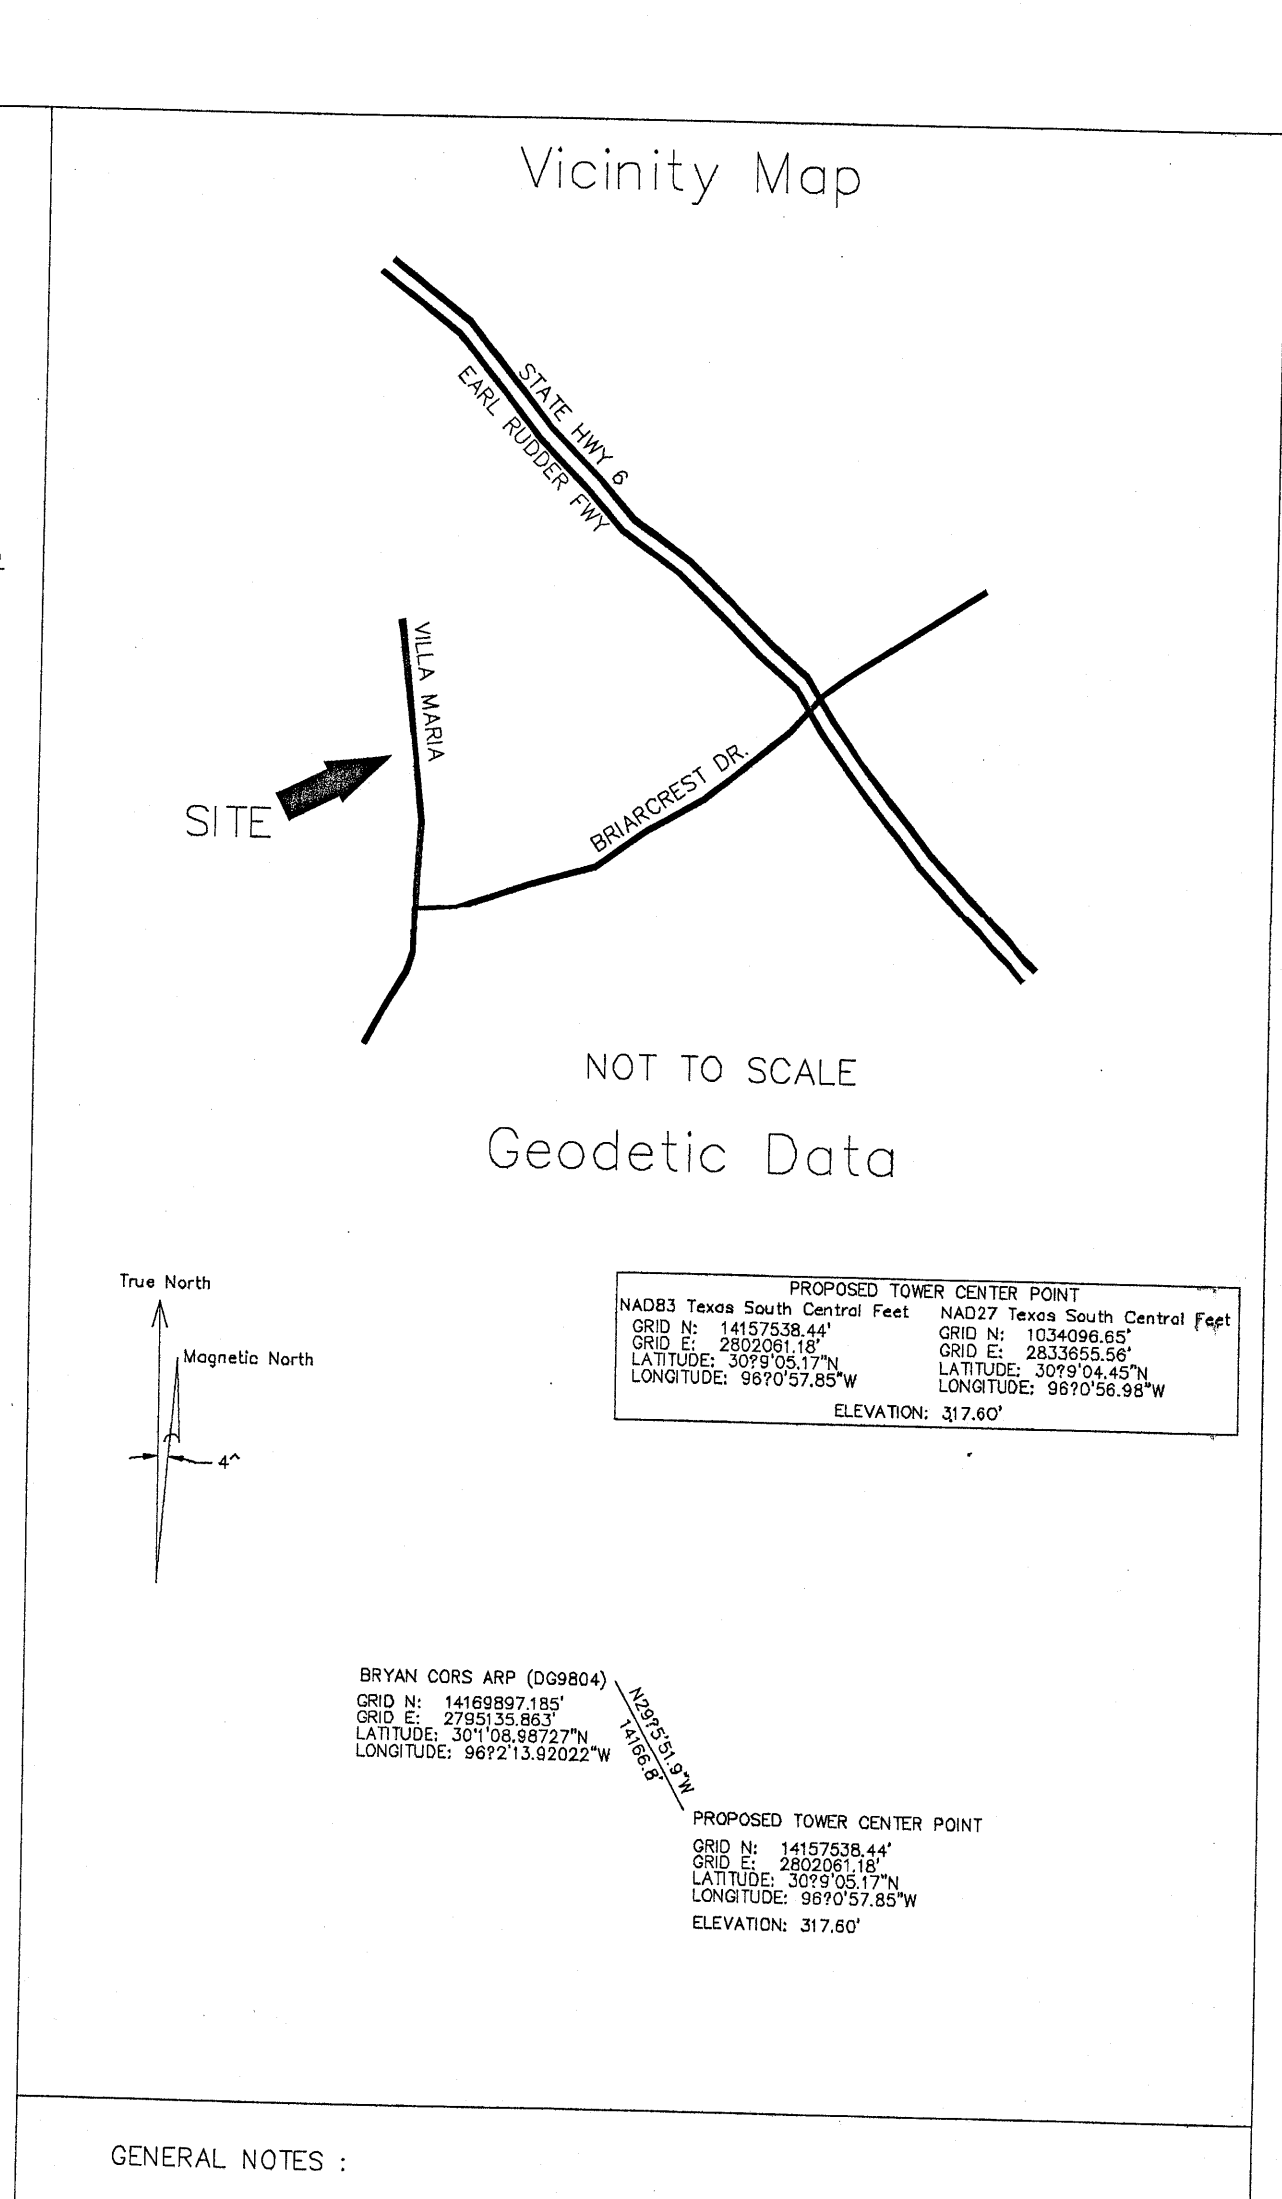 Vicinity Map
STATE HWY 6
EARL RUDDER FWY
VILLA MARIA
SITE
BRIARCREST DR.
NOT TO SCALE
Geodetic Data
True North
Magnetic North
4^
PROPOSED TOWER CENTER POINT
NAD83 Texas South Central Feet
GRID N: 14157538.44'
GRID E: 2802061.18'
LATITUDE: 30?9'05.17"N
LONGITUDE: 96?0'57.85"W
NAD27 Texas South Central Feet
GRID N: 1034096.65'
GRID E: 2833655.56'
LATITUDE: 30?9'04.45"N
LONGITUDE: 96?0'56.98"W
ELEVATION: 317.60'
BRYAN CORS ARP (DG9804)
GRID N: 14169897.185'
GRID E: 2795135.863'
LATITUDE: 30'1'08.98727"N
LONGITUDE: 96?2'13.92022"W
N29?5'51.9"W
14166.8'
PROPOSED TOWER CENTER POINT
GRID N: 14157538.44'
GRID E: 2802061.18'
LATITUDE: 30?9'05.17"N
LONGITUDE: 96?0'57.85"W
ELEVATION: 317.60'
GENERAL NOTES :